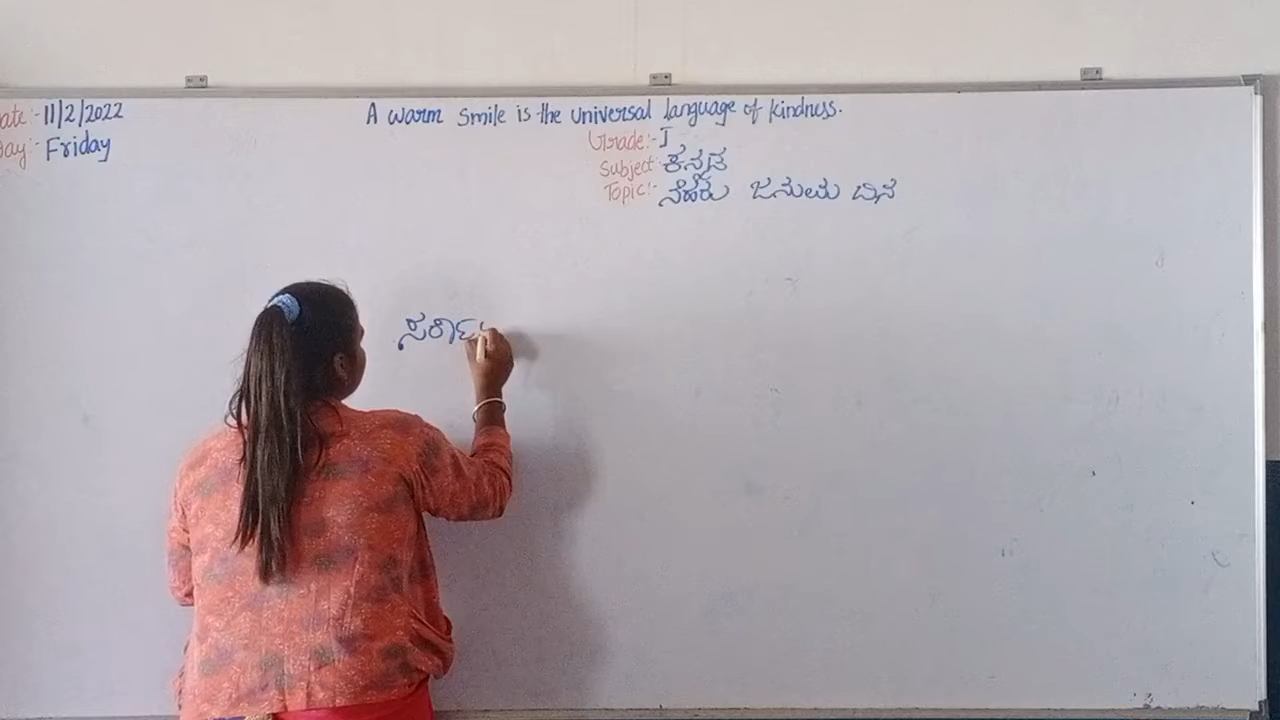 ate:- 11/2/2022
A warm smile is the universal language of kindness.
ay:- Friday
Grade:- I
Subject:- ಕನ್ನಡ
Topic:- ನೆಹರು ಜನುಮ ದಿನ